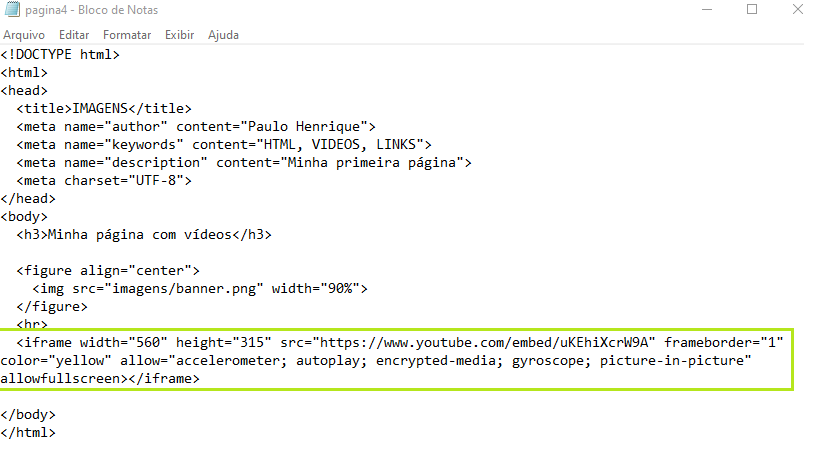 pagina4 - Bloco de Notas
Arquivo Editar Formatar Exibir Ajuda
<!DOCTYPE html>
<html>
<head>
  <title>IMAGENS</title>
  <meta name="author" content="Paulo Henrique">
  <meta name="keywords" content="HTML, VIDEOS, LINKS">
  <meta name="description" content="Minha primeira página">
  <meta charset="UTF-8">
</head>
<body>
  <h3>Minha página com vídeos</h3>
  <figure align="center">
    <img src="imagens/banner.png" width="90%">
  </figure>
  <hr>
  <iframe width="560" height="315" src="https://www.youtube.com/embed/uKEhiXcrW9A" frameborder="1"
color="yellow" allow="accelerometer; autoplay; encrypted-media; gyroscope; picture-in-picture"
allowfullscreen></iframe>
</body>
</html>